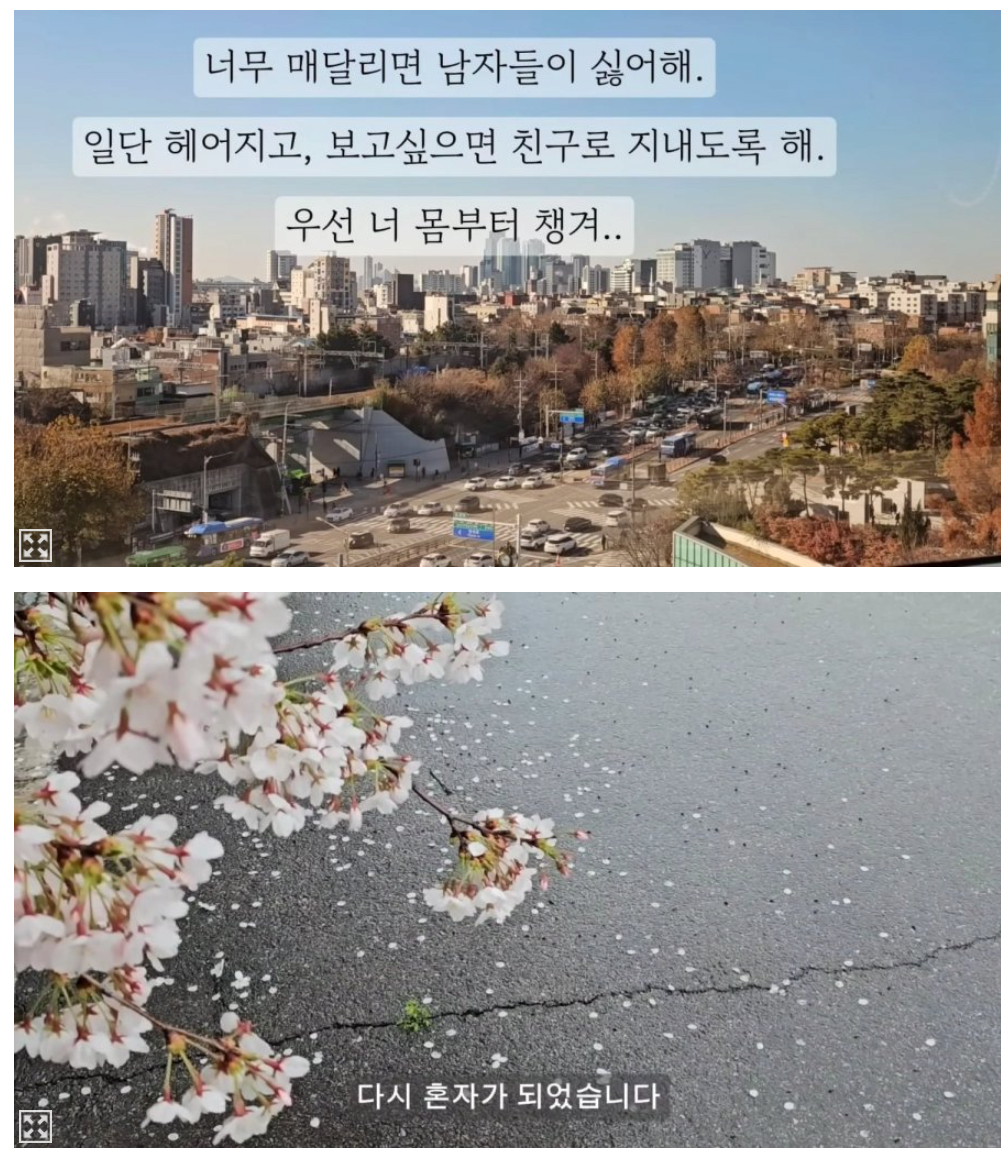 너무 매달리면 남자들이 싫어해.
일단 헤어지고, 보고싶으면 친구로 지내도록 해.
우선 너 몸부터 챙겨..
다시 혼자가 되었습니다